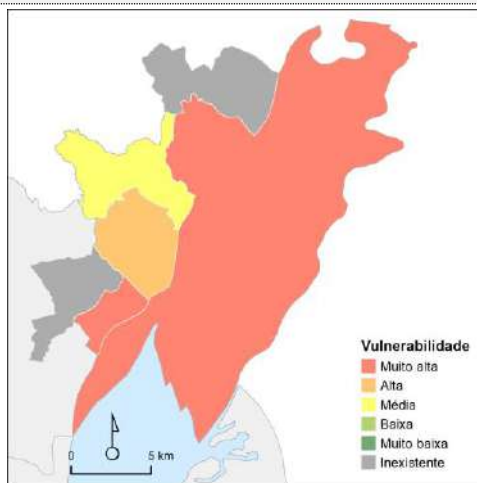 Vulnerabilidade
Muito alta
Alta
Média
Baixa
Muito baixa
Inexistente
0 5 km